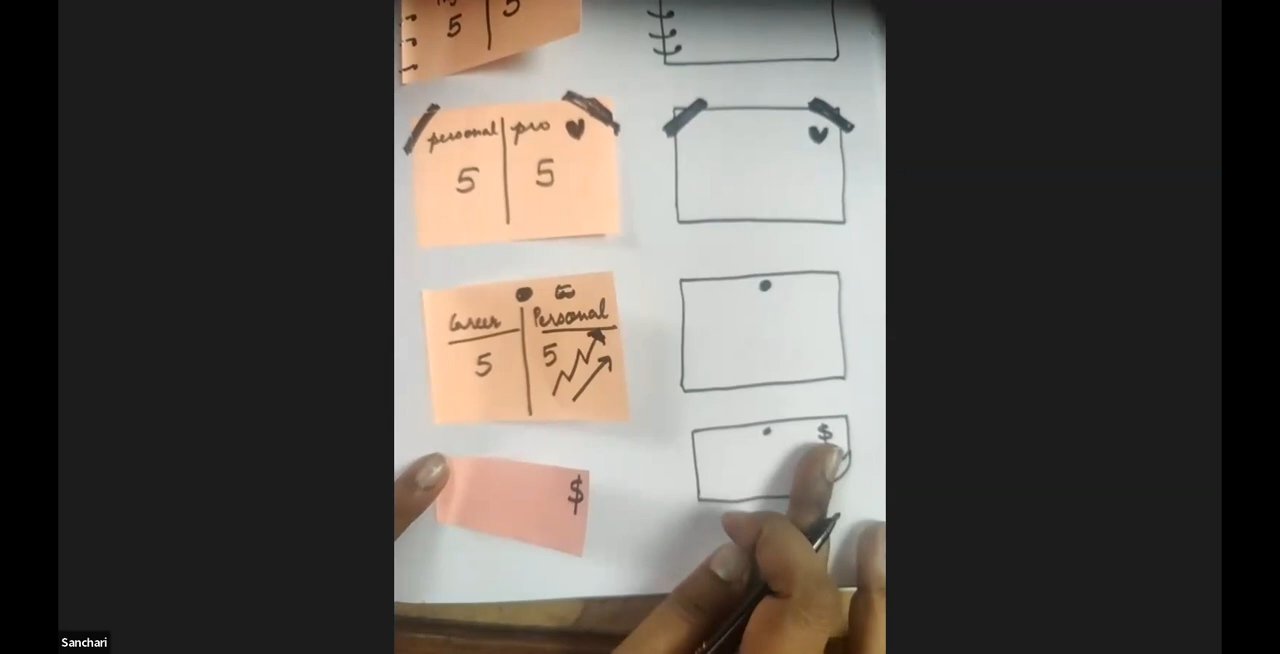 5 | 5
personal | pro ♥
5 | 5
Career | Personal
5 | 5
$
$
Sanchari